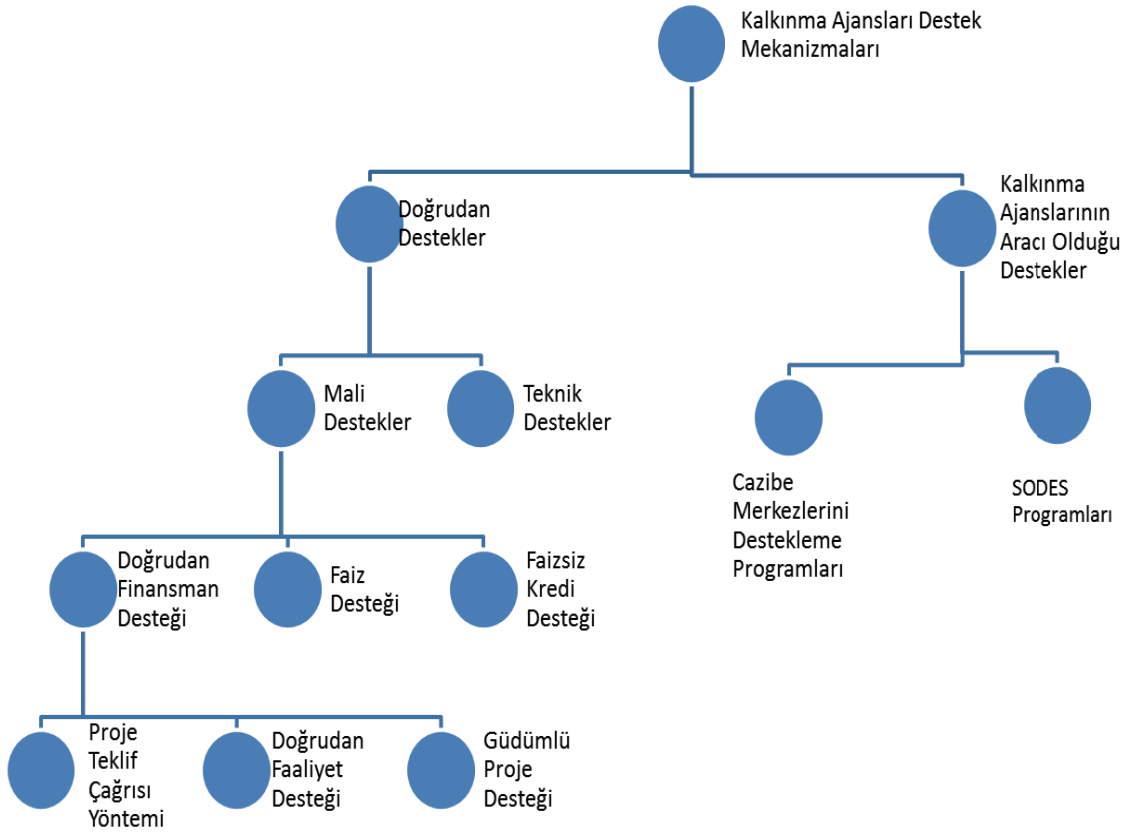 Kalkınma Ajansları Destek
Mekanizmaları
Doğrudan
Destekler
Kalkınma
Ajanslarının
Aracı Olduğu
Destekler
Mali
Destekler
Teknik
Destekler
Cazibe
Merkezlerini
Destekleme
Programları
SODES
Programları
Doğrudan
Finansman
Desteği
Faiz
Desteği
Faizsiz
Kredi
Desteği
Proje
Teklif
Çağrısı
Yöntemi
Doğrudan
Faaliyet
Desteği
Güdümlü
Proje
Desteği